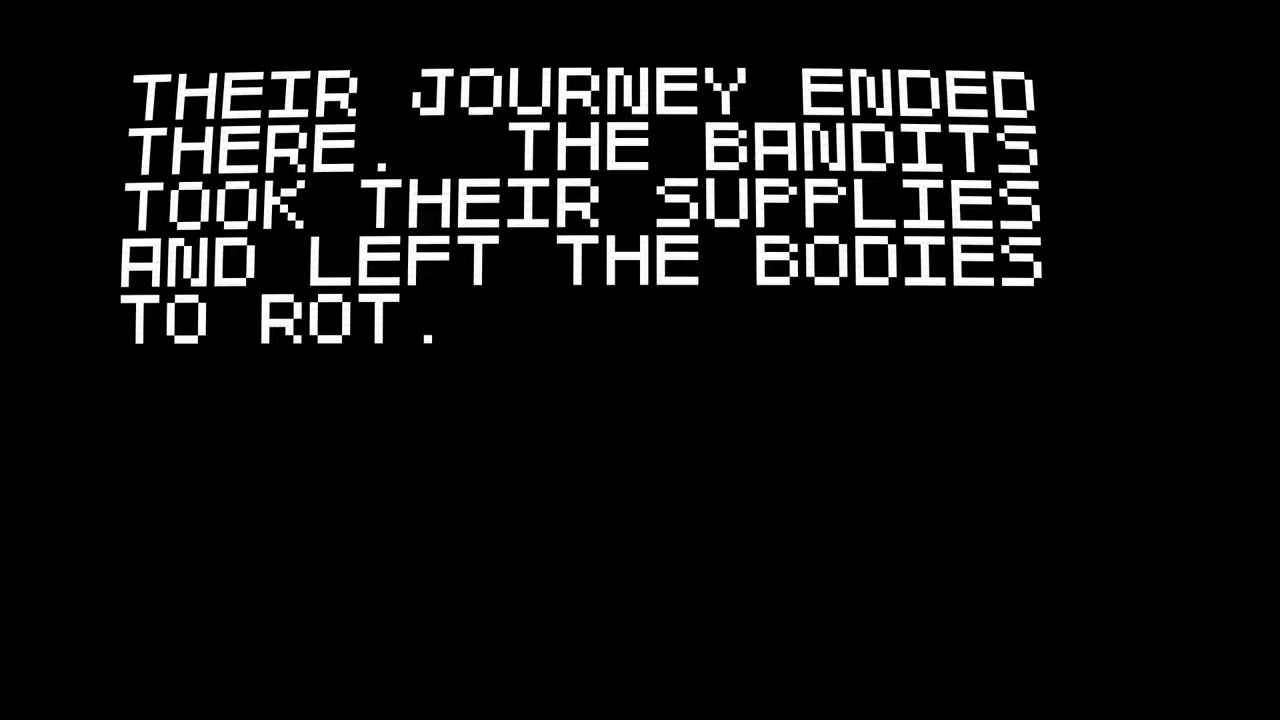 THEIR JOURNEY ENDED
THERE.  THE BANDITS
TOOK THEIR SUPPLIES
AND LEFT THE BODIES
TO ROT.